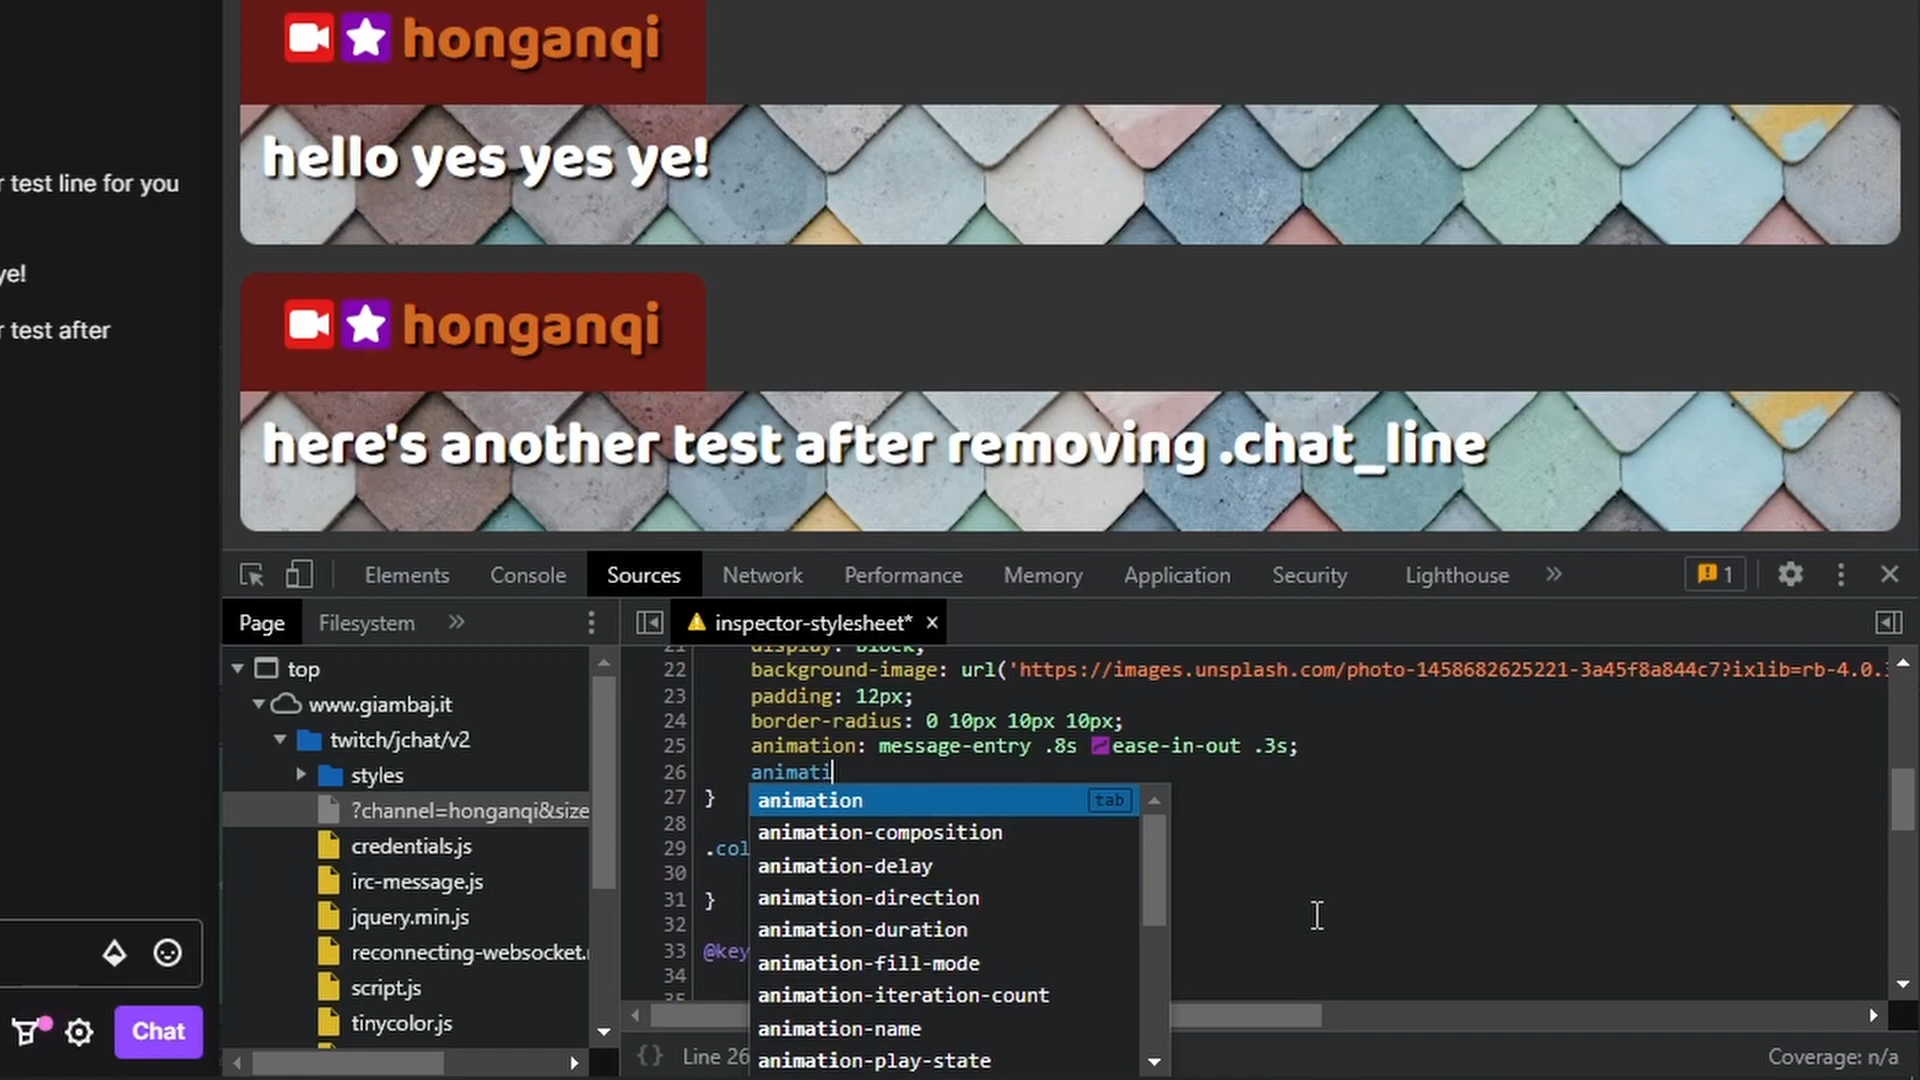 honganqi
r test line for you
hello yes yes ye!
ye!
honganqi
r test after
here's another test after removing .chat_line
Elements Console Sources Network Performance Memory Application Security Lighthouse 1
Page Filesystem inspector-stylesheet*
top
www.giambaj.it
twitch/jchat/v2
styles
?channel=honganqi&size
credentials.js
irc-message.js
jquery.min.js
reconnecting-websocket.
script.js
tinycolor.js
21 display: block;
22 background-image: url('https://images.unsplash.com/photo-1458682625221-3a45f8a844c7?ixlib=rb-4.0.
23 padding: 12px;
24 border-radius: 0 10px 10px 10px;
25 animation: message-entry .8s ease-in-out .3s;
26 animati
27 }
28
29 .col
30
31 }
32
33 @key
34
35
animation tab
animation-composition
animation-delay
animation-direction
animation-duration
animation-fill-mode
animation-iteration-count
animation-name
animation-play-state
Chat
{} Line 26
Coverage: n/a